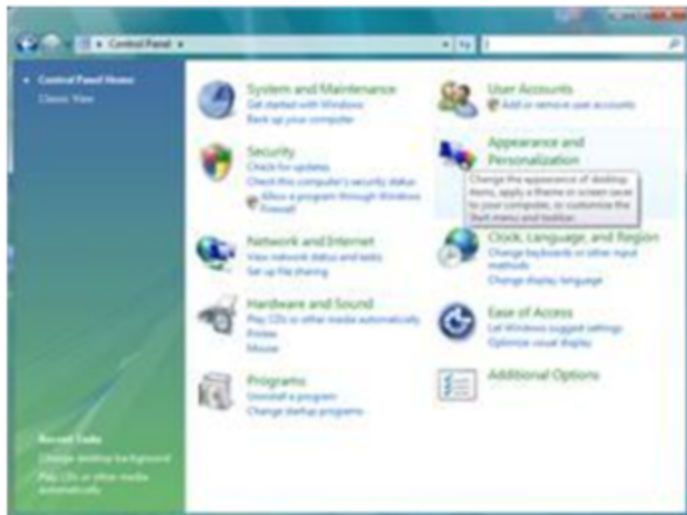 Control Panel
Control Panel Home
Classic View
System and Maintenance
Get started with Windows
Back up your computer
Security
Check for updates
Check this computer's security status
Allow a program through Windows
Firewall
Network and Internet
View network status and tasks
Set up file sharing
Hardware and Sound
Play CDs or other media automatically
Printer
Mouse
Programs
Uninstall a program
Change startup programs
User Accounts
Add or remove user accounts
Appearance and
Personalization
Change the appearance of desktop
items, apply a theme or screen saver
to your computer, or customize the
Start menu and taskbar.
Clock, Language, and Region
Change keyboards or other input
methods
Change display language
Ease of Access
Let Windows suggest settings
Optimize visual display
Additional Options
Recent Tasks
Change desktop background
Play CDs or other media
automatically